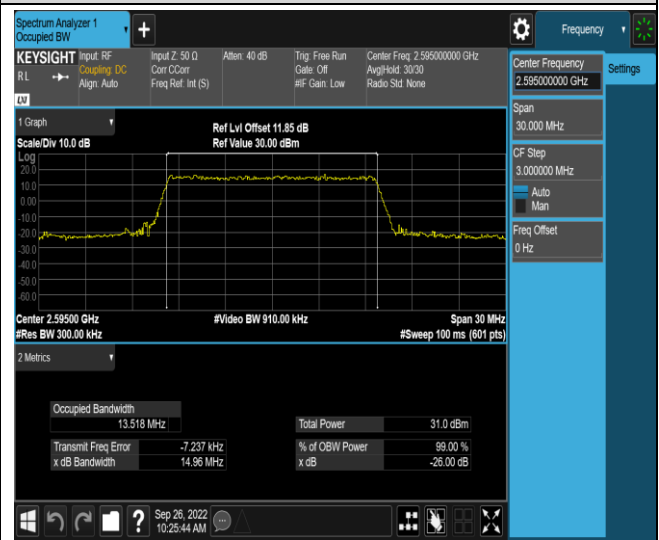 Spectrum Analyzer 1
Occupied BW
+
Frequency
KEYSIGHT
R L
LXI
Input: RF
Coupling: DC
Align: Auto
Input Z: 50 Ω
Corr CCorr
Freq Ref: Int (S)
Atten: 40 dB
Trig: Free Run
Gate: Off
#IF Gain: Low
Center Freq: 2.595000000 GHz
Avg|Hold: 30/30
Radio Std: None
Center Frequency
2.595000000 GHz
Settings
Span
30.000 MHz
CF Step
3.000000 MHz
Auto
Man
Freq Offset
0 Hz
1 Graph
Scale/Div 10.0 dB
Ref Lvl Offset 11.85 dB
Ref Value 30.00 dBm
Log
20.0
10.0
0.00
-10.0
-20.0
-30.0
-40.0
-50.0
-60.0
Center 2.59500 GHz
#Video BW 910.00 kHz
Span 30 MHz
#Res BW 300.00 kHz
#Sweep 100 ms (601 pts)
2 Metrics
Occupied Bandwidth
13.518 MHz
Total Power 31.0 dBm
Transmit Freq Error -7.237 kHz
% of OBW Power 99.00 %
x dB Bandwidth 14.96 MHz
x dB -26.00 dB
?
Sep 26, 2022
10:25:44 AM